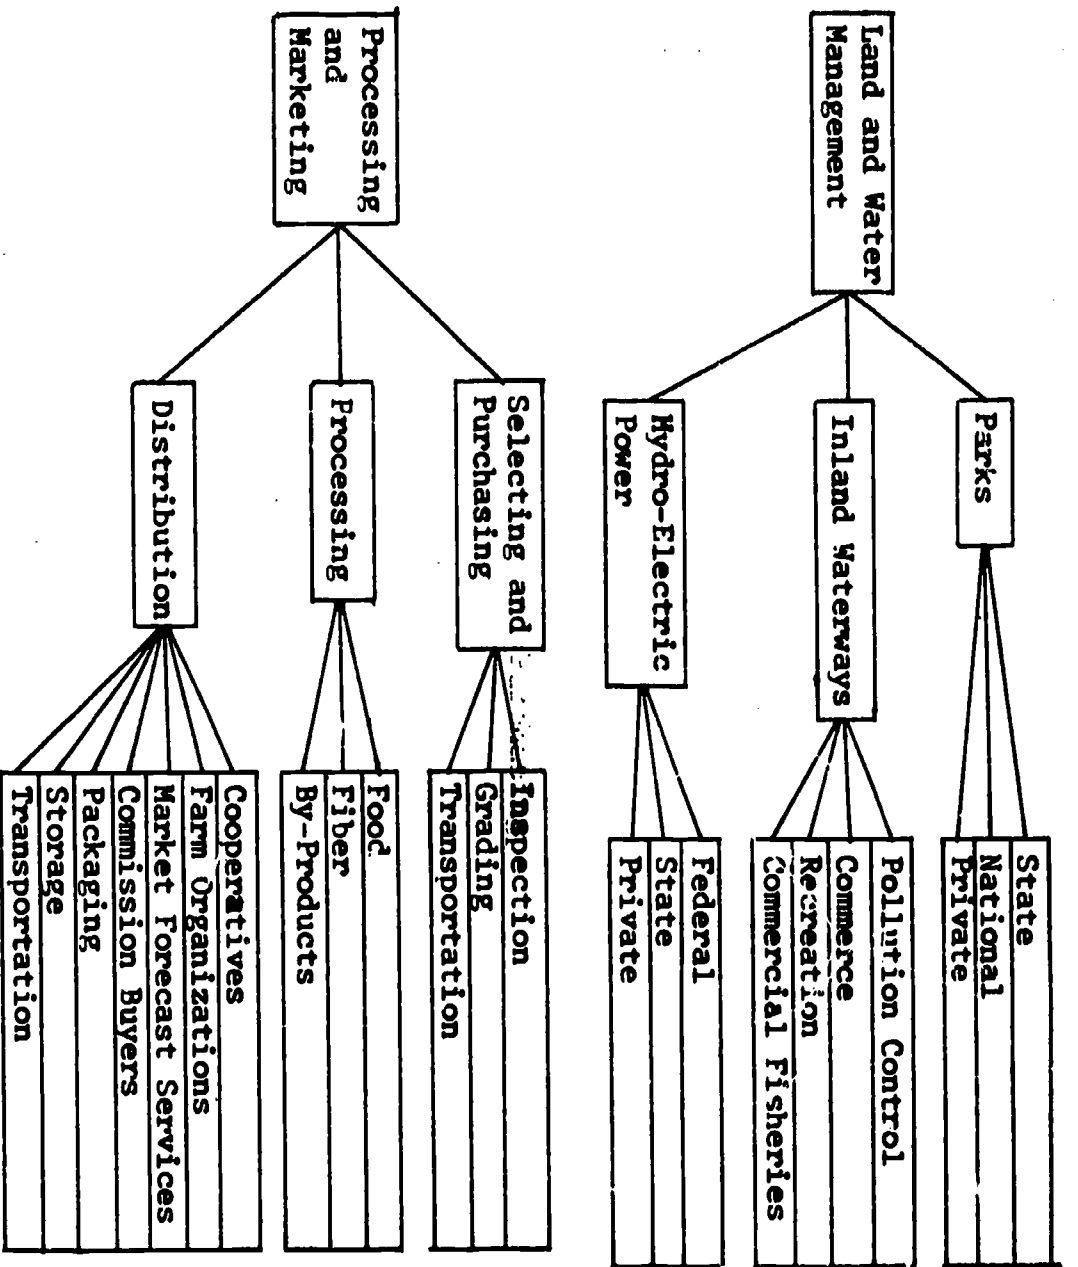 Land and Water
Management
Parks
State
National
Private
Inland Waterways
Pollution Control
Commerce
Recreation
Commercial Fisheries
Hydro-Electric
Power
Federal
State
Private
Processing
and
Marketing
Selecting and
Purchasing
Inspection
Grading
Transportation
Processing
Food
Fiber
By-Products
Distribution
Cooperatives
Farm Organizations
Market Forecast Services
Commission Buyers
Packaging
Storage
Transportation